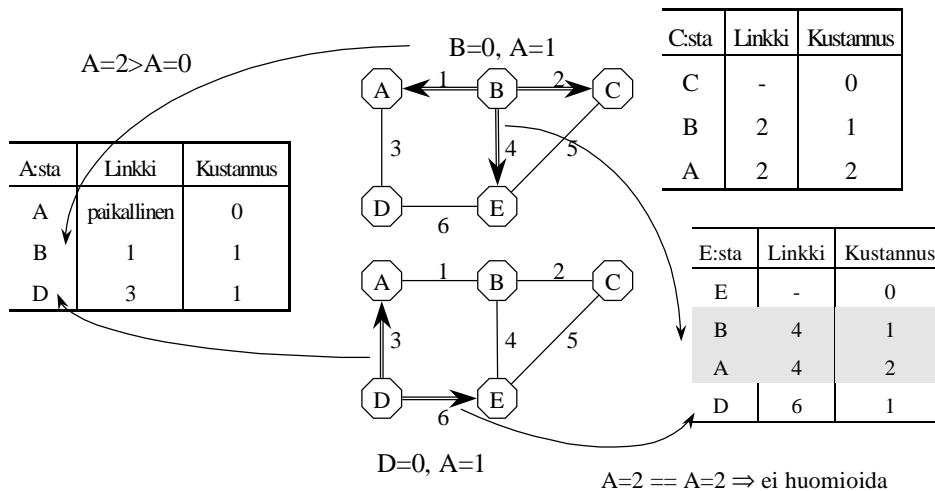 B=0, A=1
A=2>A=0
C:sta Linkki Kustannus
C - 0
B 2 1
A 2 2
A 1 B 2 C
3 4 5
D 6 E
A:sta Linkki Kustannus
A paikallinen 0
B 1 1
D 3 1
E:sta Linkki Kustannus
E - 0
B 4 1
A 4 2
D 6 1
A 1 B 2 C
3 4 5
D 6 E
D=0, A=1
A=2 == A=2 ⇒ ei huomioida